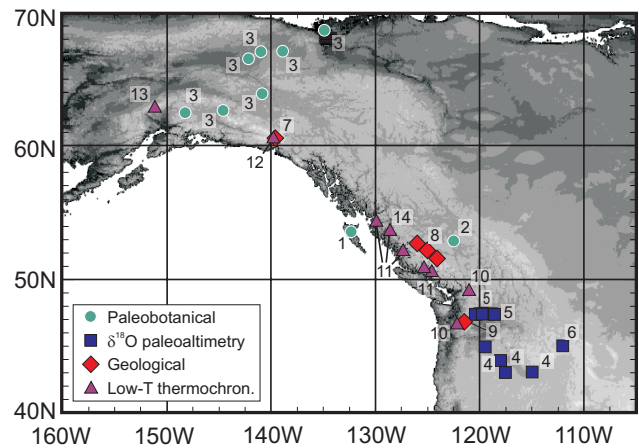 70N
3
3
3
3
13
3
3
3
7
60N
12
14
8
2
1
11
11
10
50N
5
5
Paleobotanical
δ18O paleoaltimetry
Geological
Low-T thermochron.
10
9
6
4
4
4
40N
160W 150W 140W 130W 120W 110W